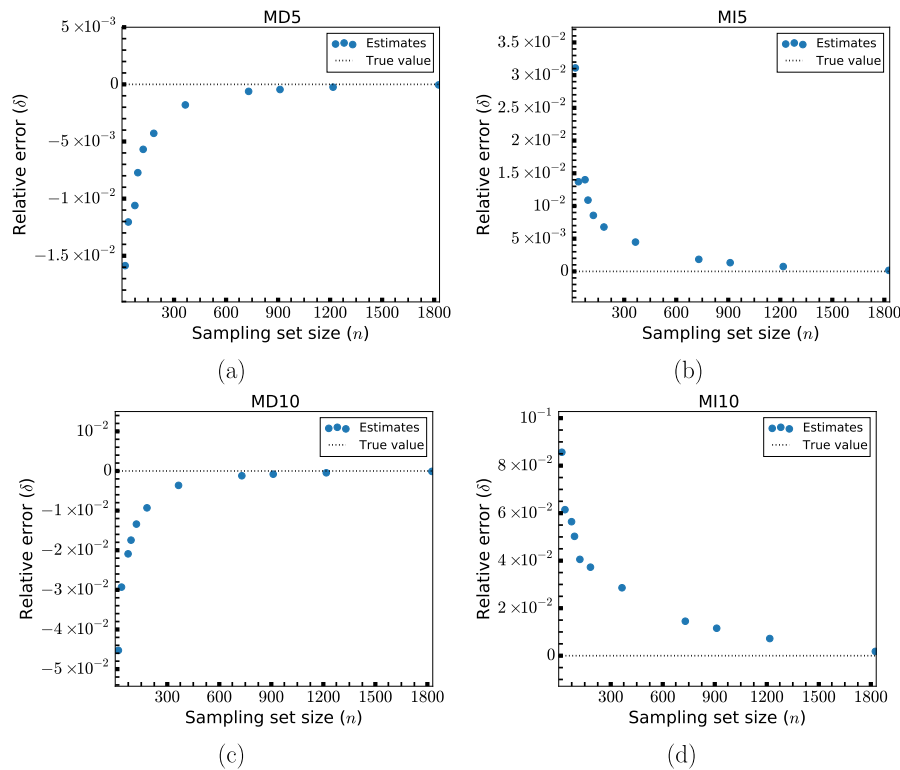 MD5
Relative error (δ)
5×10⁻³
0
−5×10⁻³
−1×10⁻²
−1.5×10⁻²
Estimates
True value
300 600 900 1200 1500 1800
Sampling set size (n)
(a)
MI5
Relative error (δ)
3.5×10⁻²
3×10⁻²
2.5×10⁻²
2×10⁻²
1.5×10⁻²
10⁻²
5×10⁻³
0
Estimates
True value
300 600 900 1200 1500 1800
Sampling set size (n)
(b)
MD10
Relative error (δ)
10⁻²
0
−1×10⁻²
−2×10⁻²
−3×10⁻²
−4×10⁻²
−5×10⁻²
Estimates
True value
300 600 900 1200 1500 1800
Sampling set size (n)
(c)
MI10
Relative error (δ)
10⁻¹
8×10⁻²
6×10⁻²
4×10⁻²
2×10⁻²
0
Estimates
True value
300 600 900 1200 1500 1800
Sampling set size (n)
(d)